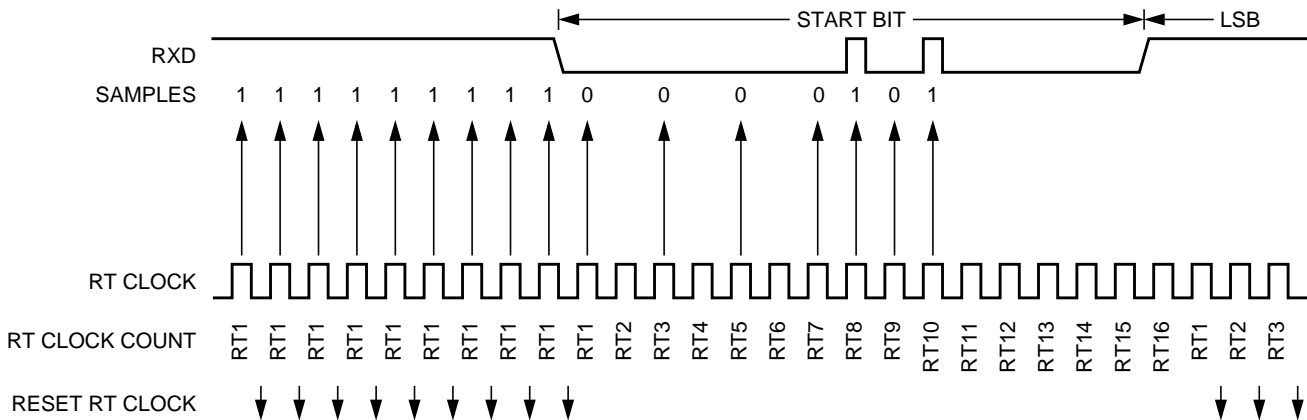 START BIT LSB
RXD
SAMPLES 1 1 1 1 1 1 1 1 1 0 0 0 0 1 0 1
RT CLOCK
RT CLOCK COUNT RT1 RT1 RT1 RT1 RT1 RT1 RT1 RT1 RT1 RT1 RT2 RT3 RT4 RT5 RT6 RT7 RT8 RT9 RT10 RT11 RT12 RT13 RT14 RT15 RT16 RT1 RT2 RT3
RESET RT CLOCK